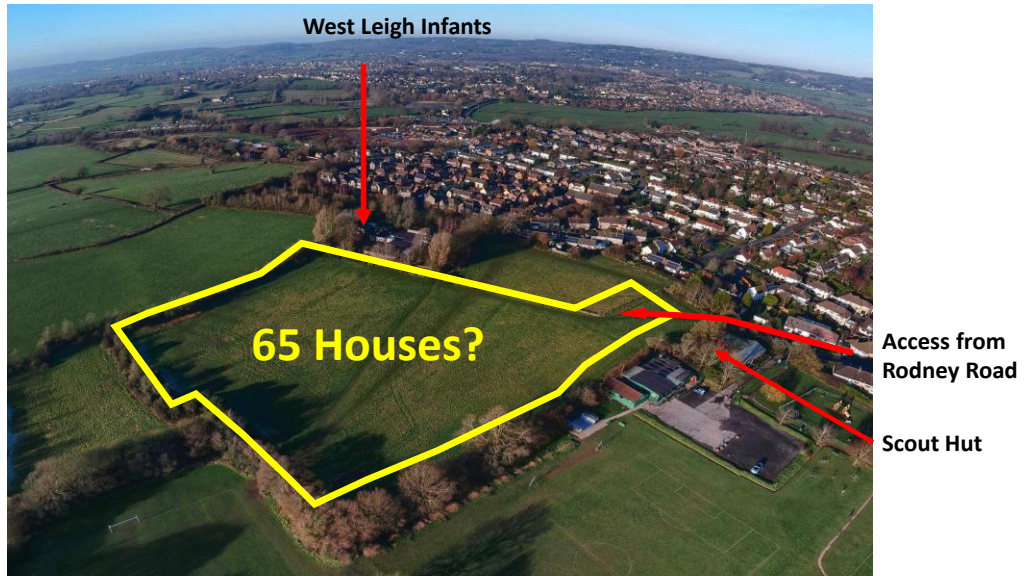 West Leigh Infants
65 Houses?
Access from
Rodney Road
Scout Hut